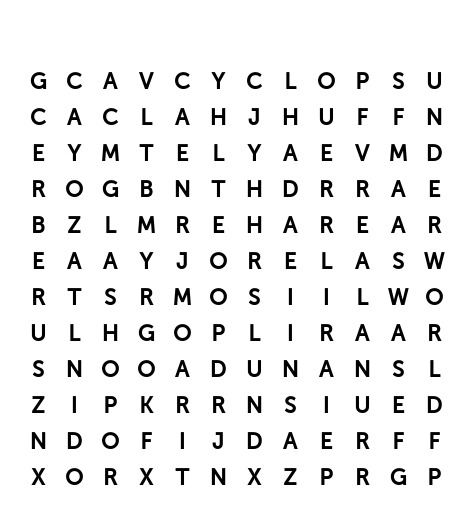 G C A V C Y C L O P S U
C A C L A H J H U F F N
E Y M T E L Y A E V M D
R O G B N T H D R R A E
B Z L M R E H A R E A R
E A A Y J O R E L A S W
R T S R M O S I I L W O
U L H G O P L I R A A R
S N O O A D U N A N S L
Z I P K R R N S I U E D
N D O F I J D A E R F F
X O R X T N X Z P R G P